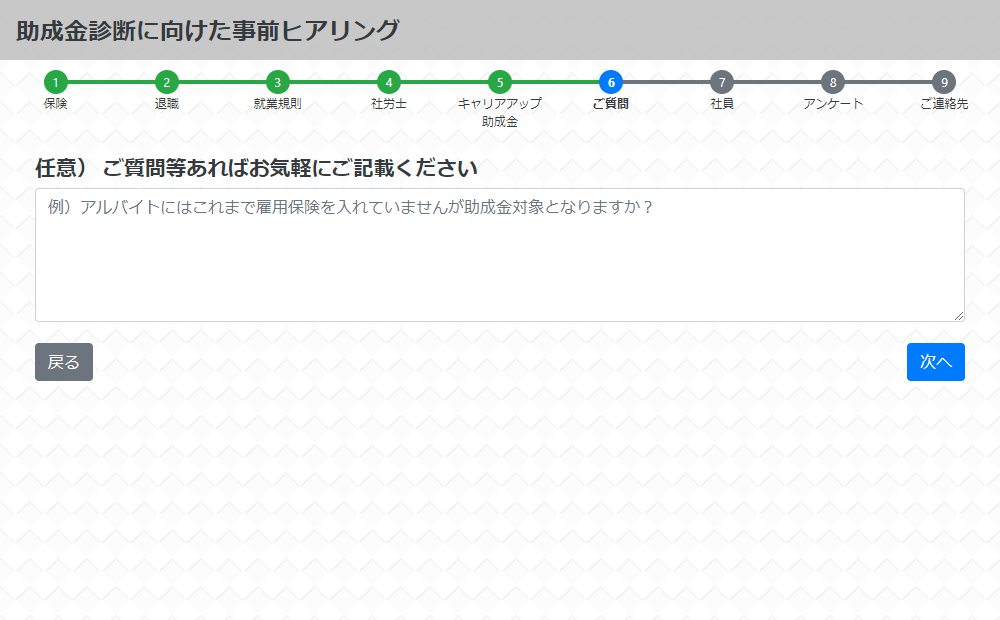 助成金診断に向けた事前ヒアリング
1 2 3 4 5 6 7 8 9
保険 退職 就業規則 社労士 キャリアアップ ご質問 社員 アンケート ご連絡先
助成金
任意） ご質問等あればお気軽にご記載ください
例）アルバイトにはこれまで雇用保険を入れていませんが助成金対象となりますか？
戻る 次へ